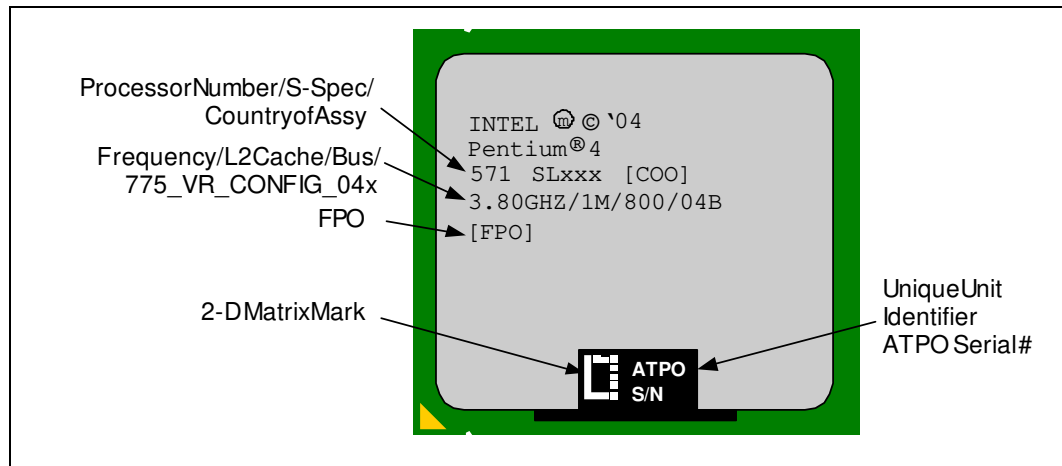 ProcessorNumber/S-Spec/
CountryofAssy
Frequency/L2Cache/Bus/
775_VR_CONFIG_04x
FPO
2-DMatrixMark
INTEL ⓜ © `04
Pentium®4
571 SLxxx [COO]
3.80GHZ/1M/800/04B
[FPO]
ATPO
S/N
UniqueUnit
Identifier
ATPO Serial#